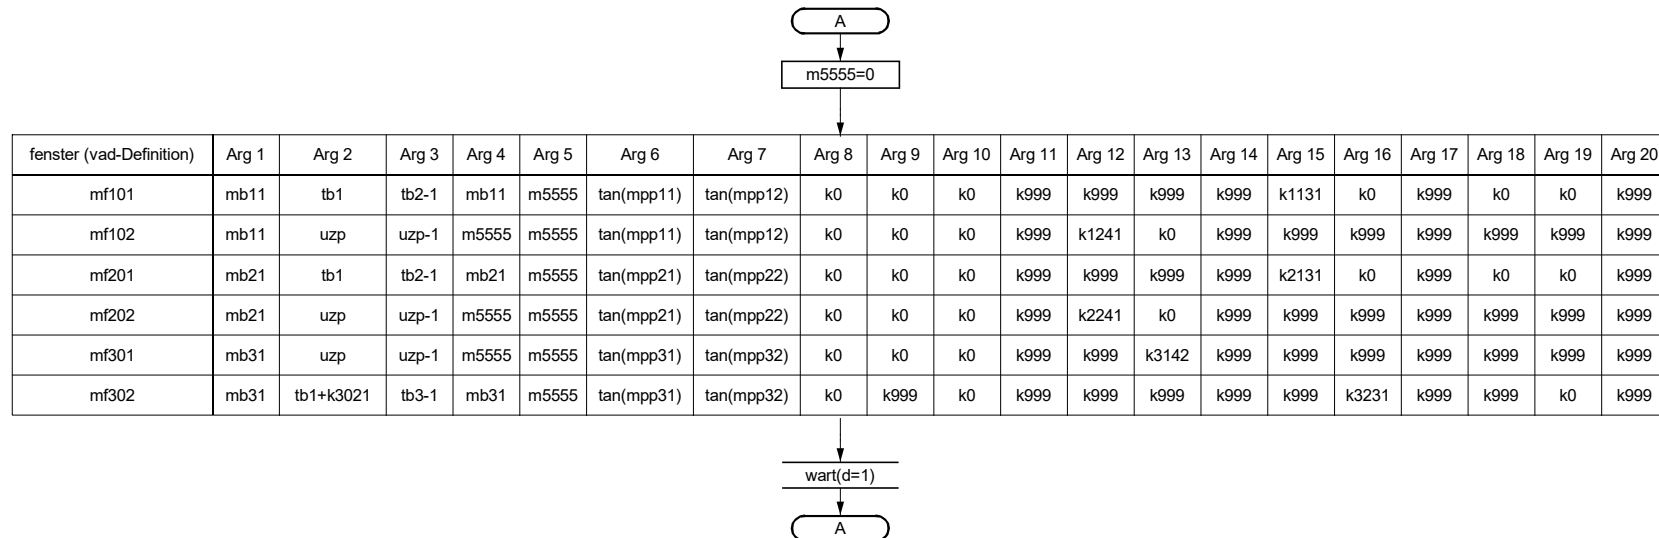 A
m5555=0
fenster (vad-Definition) Arg 1 Arg 2 Arg 3 Arg 4 Arg 5 Arg 6 Arg 7 Arg 8 Arg 9 Arg 10 Arg 11 Arg 12 Arg 13 Arg 14 Arg 15 Arg 16 Arg 17 Arg 18 Arg 19 Arg 20
mf101 mb11 tb1 tb2-1 mb11 m5555 tan(mpp11) tan(mpp12) k0 k0 k0 k999 k999 k999 k999 k1131 k0 k999 k0 k0 k999
mf102 mb11 uzp uzp-1 m5555 m5555 tan(mpp11) tan(mpp12) k0 k0 k0 k999 k1241 k0 k999 k999 k999 k999 k999 k999 k999
mf201 mb21 tb1 tb2-1 mb21 m5555 tan(mpp21) tan(mpp22) k0 k0 k0 k999 k999 k999 k999 k2131 k0 k999 k0 k0 k999
mf202 mb21 uzp uzp-1 m5555 m5555 tan(mpp21) tan(mpp22) k0 k0 k0 k999 k2241 k0 k999 k999 k999 k999 k999 k999 k999
mf301 mb31 uzp uzp-1 m5555 m5555 tan(mpp31) tan(mpp32) k0 k0 k0 k999 k999 k3142 k999 k999 k999 k999 k999 k999 k999
mf302 mb31 tb1+k3021 tb3-1 mb31 m5555 tan(mpp31) tan(mpp32) k0 k999 k0 k999 k999 k999 k999 k999 k3231 k999 k999 k0 k999
wart(d=1)
A